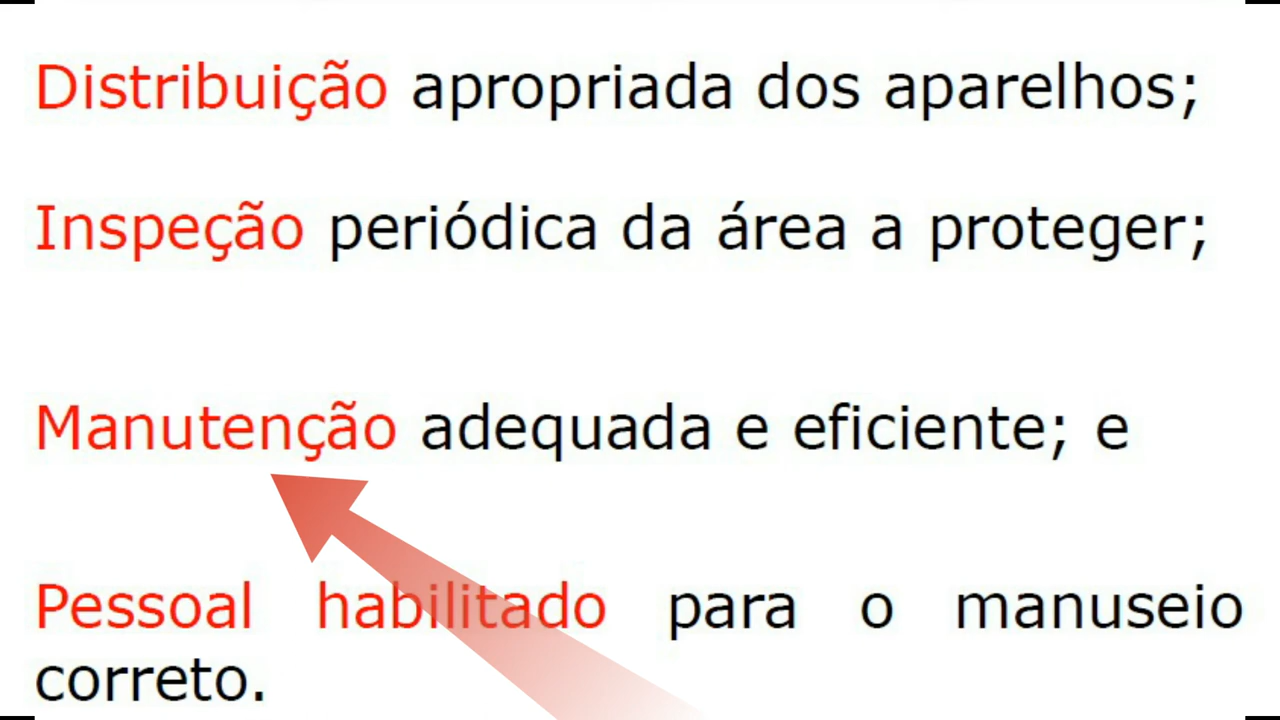 Distribuição apropriada dos aparelhos;
Inspeção periódica da área a proteger;
Manutenção adequada e eficiente; e
Pessoal habilitado para o manuseio
correto.